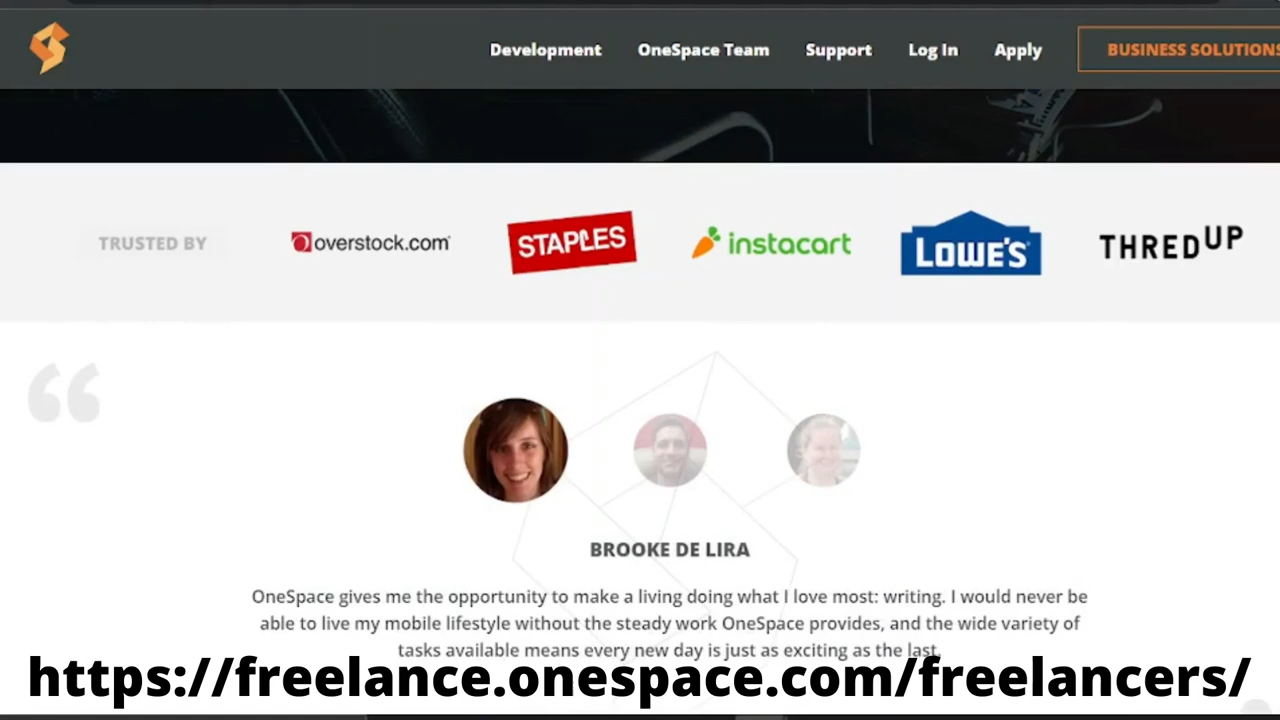 Development OneSpace Team Support Log In Apply BUSINESS SOLUTIONS
TRUSTED BY overstock.com STAPLES instacart LOWE'S THREDUP
BROOKE DE LIRA
OneSpace gives me the opportunity to make a living doing what I love most: writing. I would never be
able to live my mobile lifestyle without the steady work OneSpace provides, and the wide variety of
tasks available means every new day is just as exciting as the last.
https://freelance.onespace.com/freelancers/